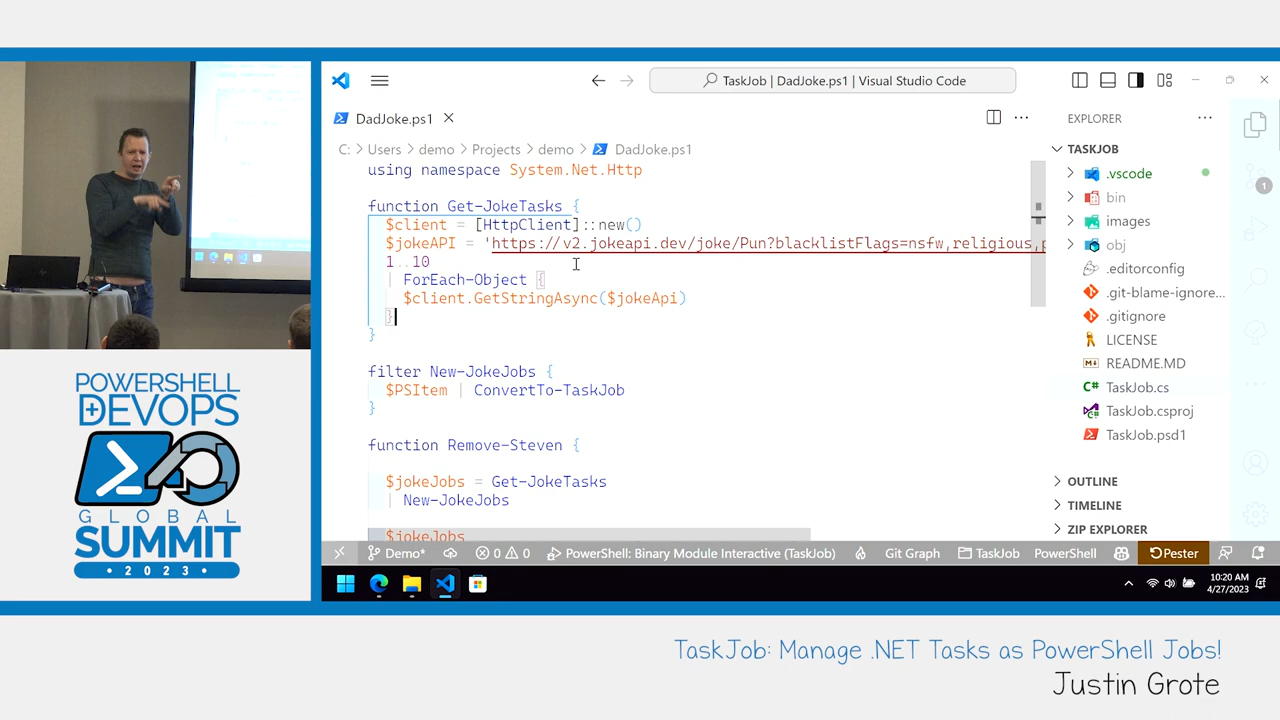 TaskJob | DadJoke.ps1 | Visual Studio Code
DadJoke.ps1
C: > Users > demo > Projects > demo > DadJoke.ps1
using namespace System.Net.Http
function Get-JokeTasks {
$client = [HttpClient]::new()
$jokeAPI = 'https://v2.jokeapi.dev/joke/Pun?blacklistFlags=nsfw,religious,p
1..10
| ForEach-Object {
$client.GetStringAsync($jokeApi)
}
}
filter New-JokeJobs {
$PSItem | ConvertTo-TaskJob
}
function Remove-Steven {
$jokeJobs = Get-JokeTasks
| New-JokeJobs
$jokeJobs
EXPLORER
TASKJOB
.vscode
bin
images
obj
.editorconfig
.git-blame-ignore...
.gitignore
LICENSE
README.MD
TaskJob.cs
TaskJob.csproj
TaskJob.psd1
OUTLINE
TIMELINE
ZIP EXPLORER
1
Demo* 0 0 PowerShell: Binary Module Interactive (TaskJob) Git Graph TaskJob PowerShell Pester
10:20 AM
4/27/2023
POWERSHELL
+DEVOPS
GLOBAL
SUMMIT
• 2023 •
TaskJob: Manage .NET Tasks as PowerShell Jobs!
Justin Grote